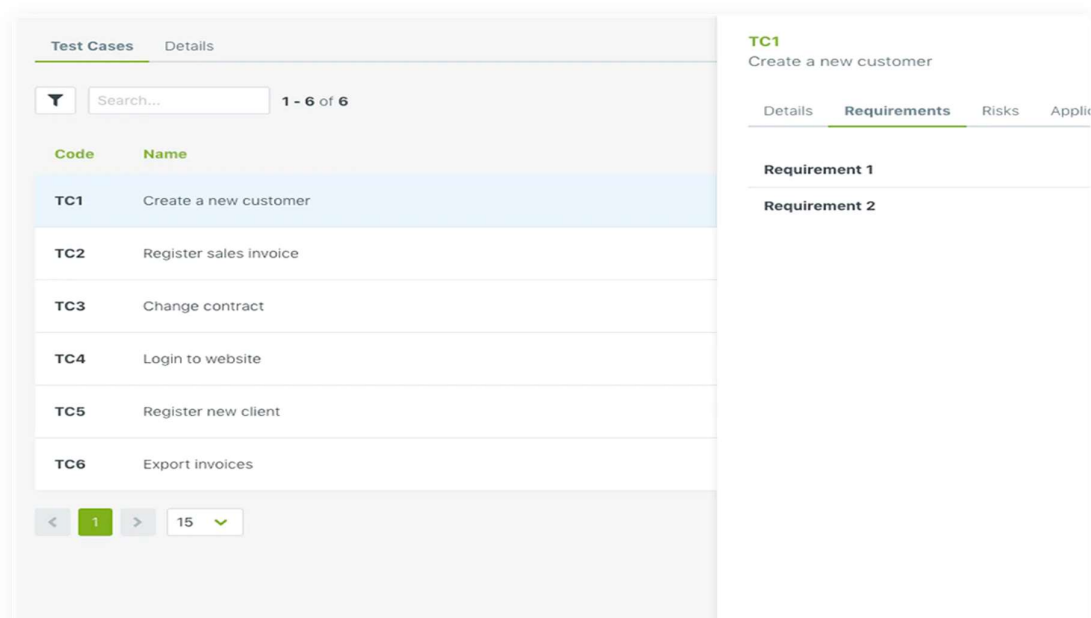 Test Cases Details
Search... 1 - 6 of 6
Code Name
TC1 Create a new customer
TC2 Register sales invoice
TC3 Change contract
TC4 Login to website
TC5 Register new client
TC6 Export invoices
< 1 > 15
TC1
Create a new customer
Details Requirements Risks Applic
Requirement 1
Requirement 2